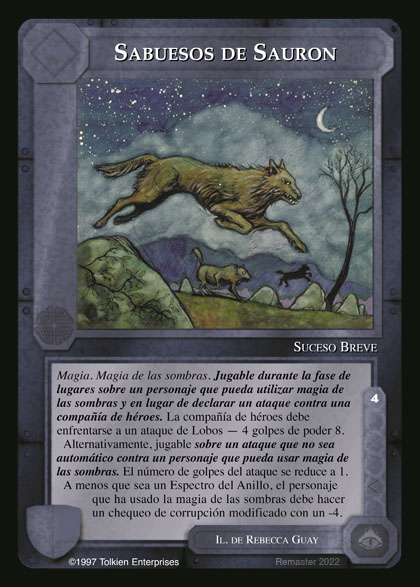 SABUESOS DE SAURON
SUCESO BREVE
Magia. Magia de las sombras. Jugable durante la fase de
lugares sobre un personaje que pueda utilizar magia de
las sombras y en lugar de declarar un ataque contra una
compañía de héroes. La compañía de héroes debe
enfrentarse a un ataque de Lobos — 4 golpes de poder 8.
Alternativamente, jugable sobre un ataque que no sea
automático contra un personaje que pueda usar magia de
las sombras. El número de golpes del ataque se reduce a 1.
A menos que sea un Espectro del Anillo, el personaje
que ha usado la magia de las sombras debe hacer
un chequeo de corrupción modificado con un -4.
4
IL. DE REBECCA GUAY
©1997 Tolkien Enterprises
Remaster 2022